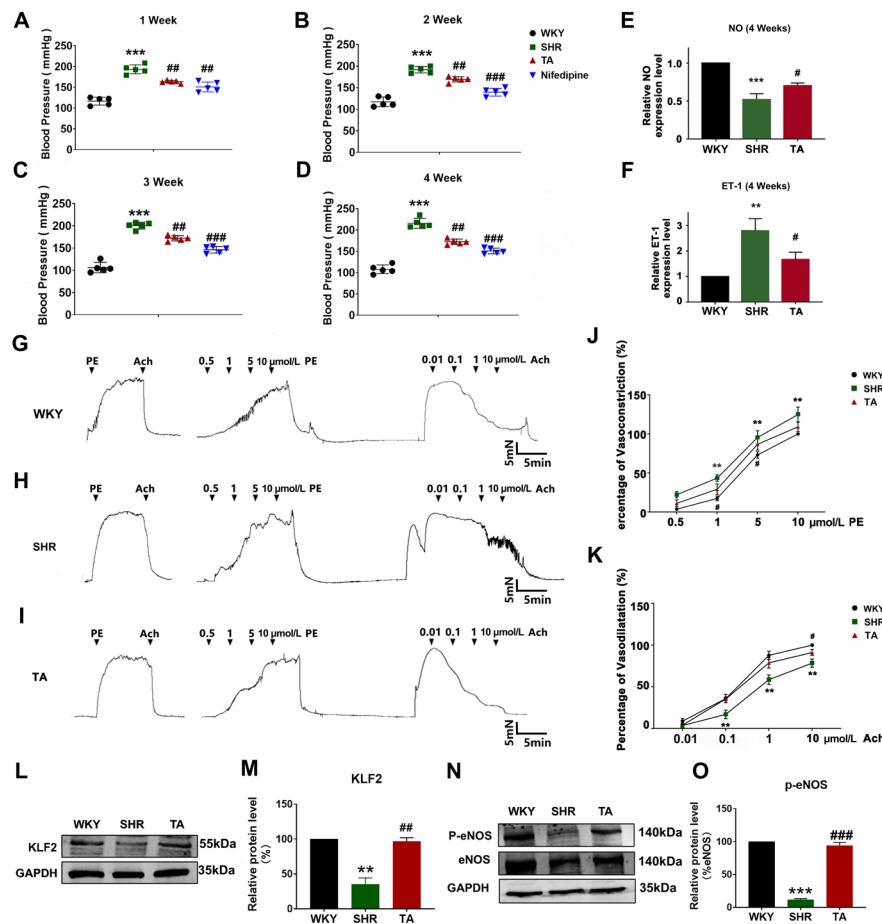 A
1 Week
Blood Pressure ( mmHg )
250
200
150
100
50
0
***
##
##
B
2 Week
Blood Pressure ( mmHg )
250
200
150
100
50
0
***
##
###
WKY
SHR
TA
Nifedipine
C
3 Week
Blood Pressure ( mmHg )
250
200
150
100
50
0
***
##
###
D
4 Week
Blood Pressure ( mmHg )
250
200
150
100
50
0
***
##
###
E
NO (4 Weeks)
Relative NO
expression level
1.0
0.5
0
***
#
WKY SHR TA
F
ET-1 (4 Weeks)
Relative ET-1
expression level
4
3
2
1
0
**
#
WKY SHR TA
G
PE Ach
0.5 1 5 10 μmol/L PE
0.01 0.1 1 10 μmol/L Ach
WKY
5mN
5min
H
PE Ach
0.5 1 5 10 μmol/L PE
0.01 0.1 1 10 μmol/L Ach
SHR
5mN
5min
I
PE Ach
0.5 1 5 10 μmol/L PE
0.01 0.1 1 10 μmol/L Ach
TA
5mN
5min
J
ercentage of Vasoconstriction (%)
150
100
50
0
**
**
**
#
#
WKY
SHR
TA
0.5 1 5 10 μmol/L PE
K
Percentage of Vasodilatation (%)
150
100
50
0
#
**
**
**
WKY
SHR
TA
0.01 0.1 1 10 μmol/L Ach
L
WKY SHR TA
KLF2 55kDa
GAPDH 35kDa
M
KLF2
Relative protein level
(%)
150
100
50
0
**
##
WKY SHR TA
N
WKY SHR TA
P-eNOS 140kDa
eNOS 140kDa
GAPDH 35kDa
O
p-eNOS
Relative protein level
(%eNOS)
150
100
50
0
***
###
WKY SHR TA